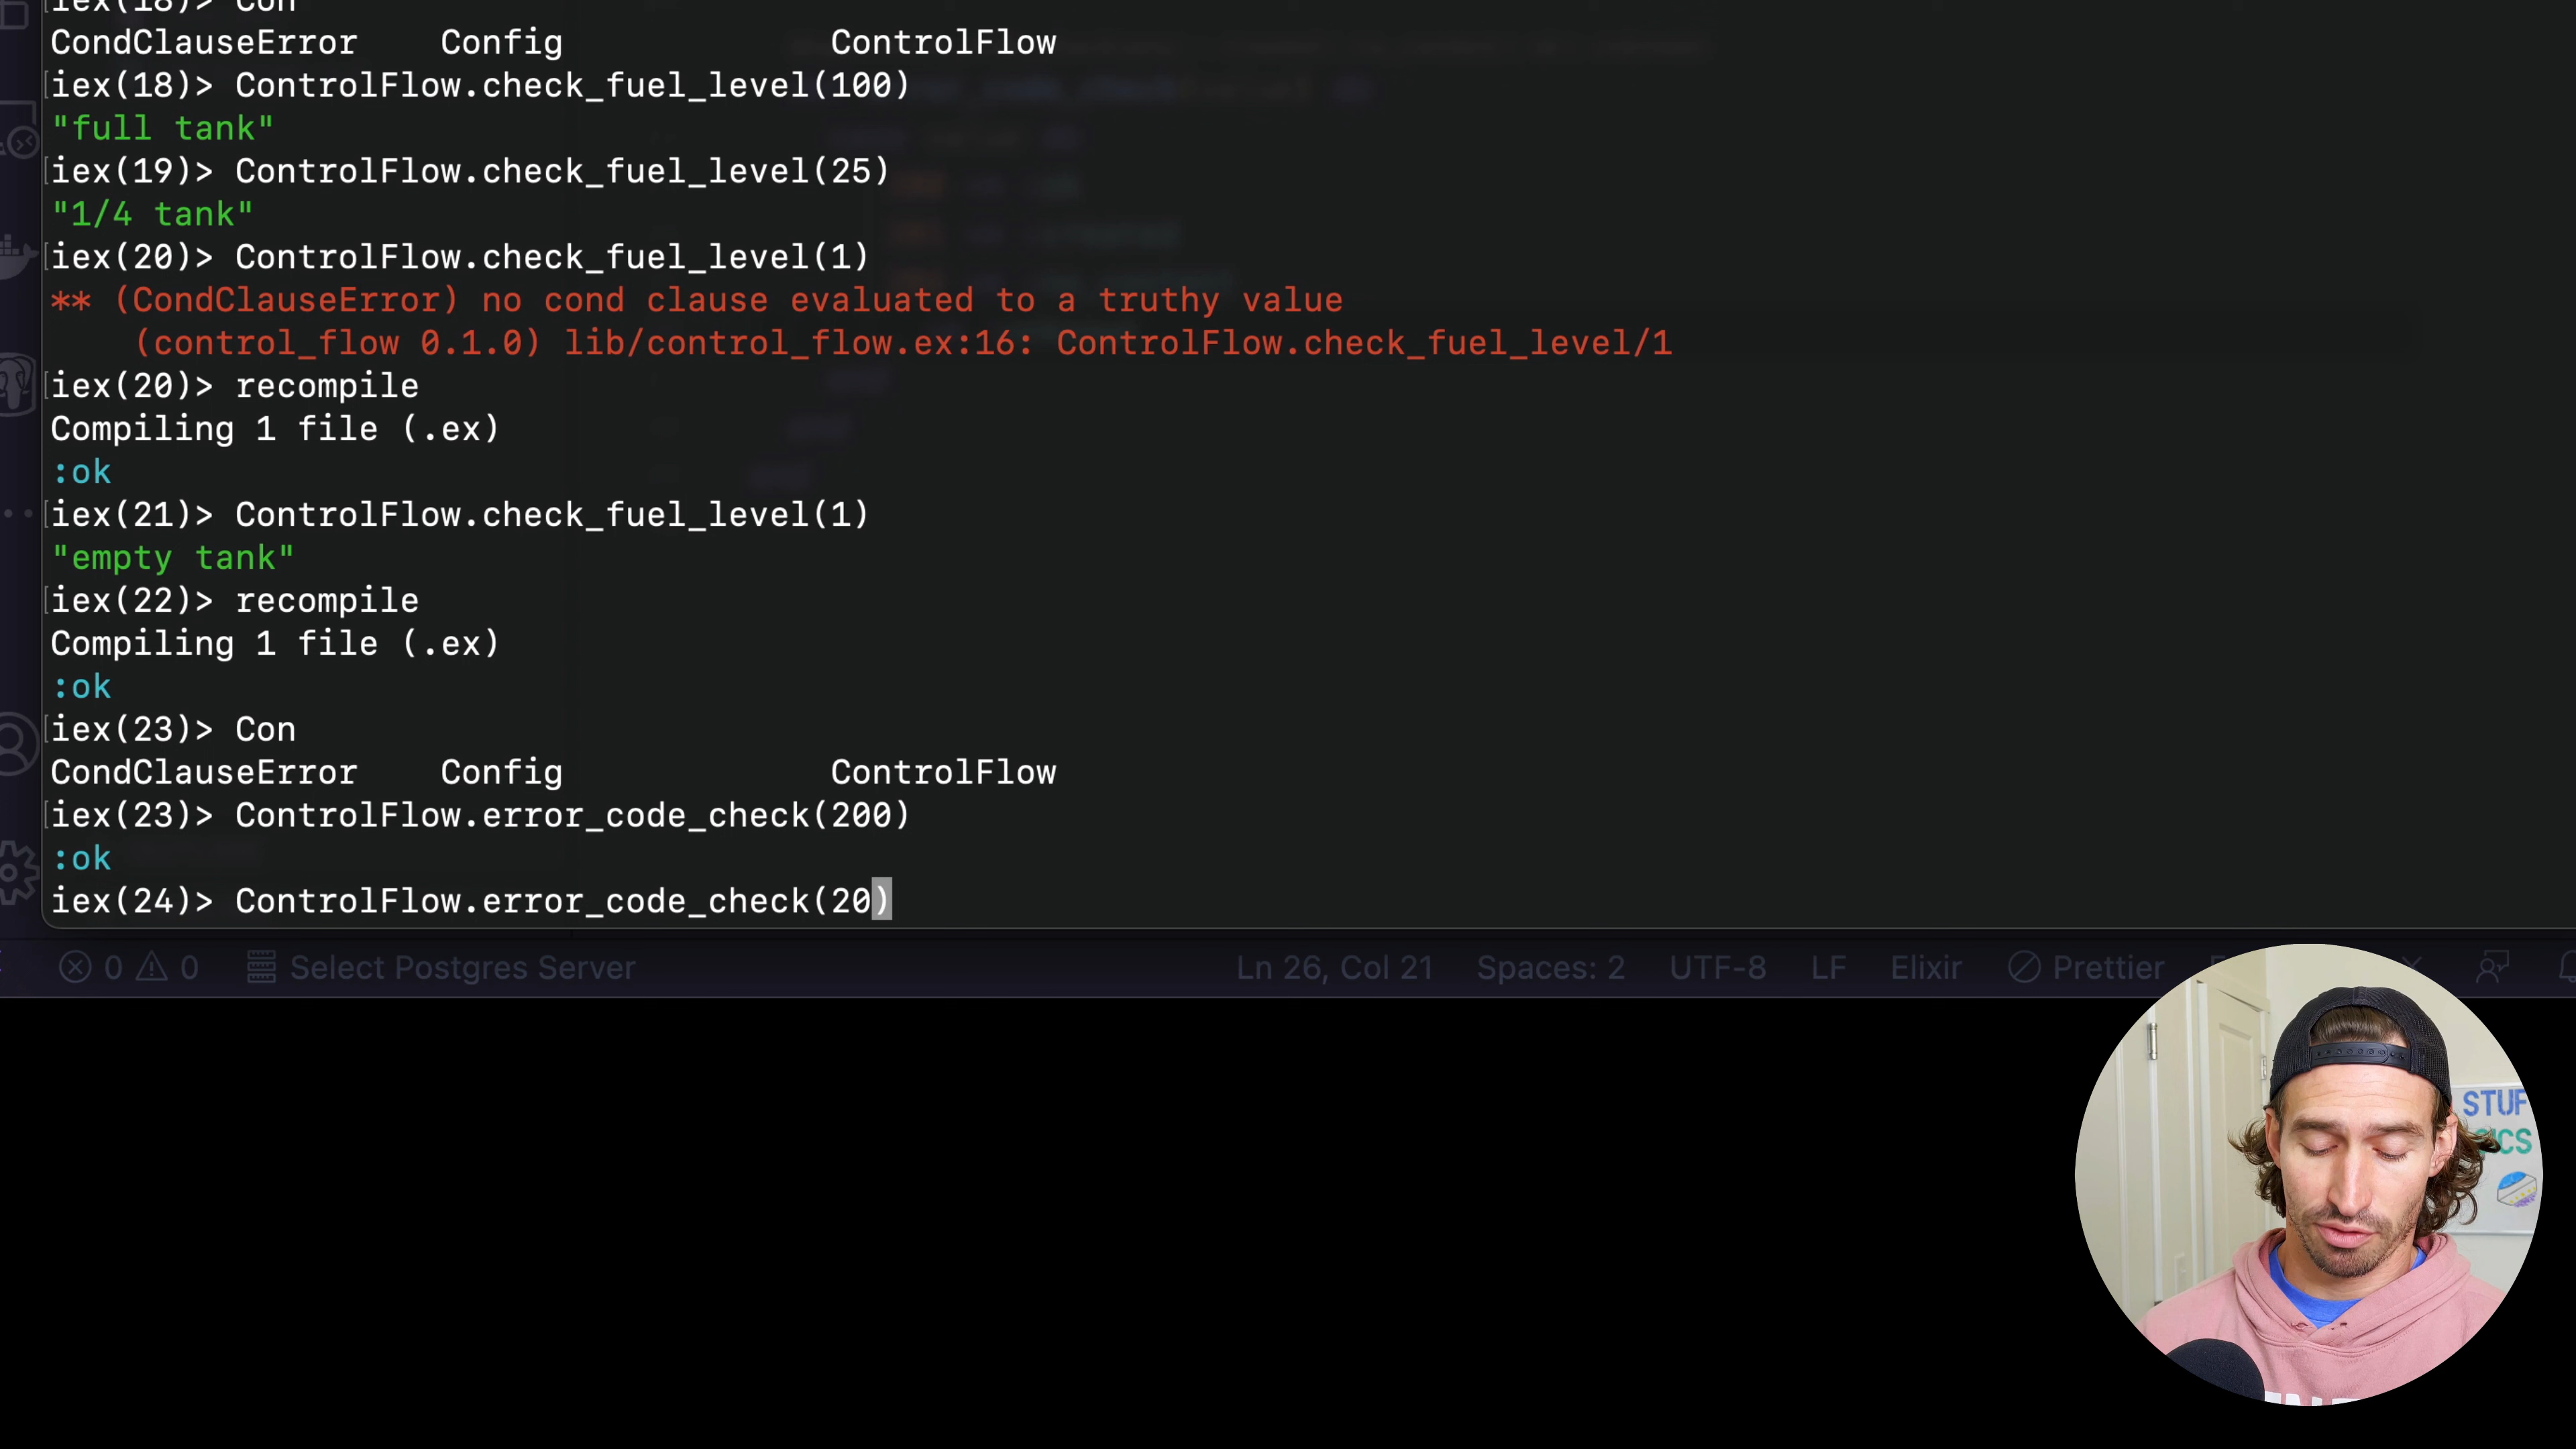 iex(18)> Con
CondClauseError    Config             ControlFlow
iex(18)> ControlFlow.check_fuel_level(100)
"full tank"
iex(19)> ControlFlow.check_fuel_level(25)
"1/4 tank"
iex(20)> ControlFlow.check_fuel_level(1)
** (CondClauseError) no cond clause evaluated to a truthy value
    (control_flow 0.1.0) lib/control_flow.ex:16: ControlFlow.check_fuel_level/1
iex(20)> recompile
Compiling 1 file (.ex)
:ok
iex(21)> ControlFlow.check_fuel_level(1)
"empty tank"
iex(22)> recompile
Compiling 1 file (.ex)
:ok
iex(23)> Con
CondClauseError    Config             ControlFlow
iex(23)> ControlFlow.error_code_check(200)
:ok
iex(24)> ControlFlow.error_code_check(20)
0 0 Select Postgres Server Ln 26, Col 21 Spaces: 2 UTF-8 LF Elixir Prettier
STUF